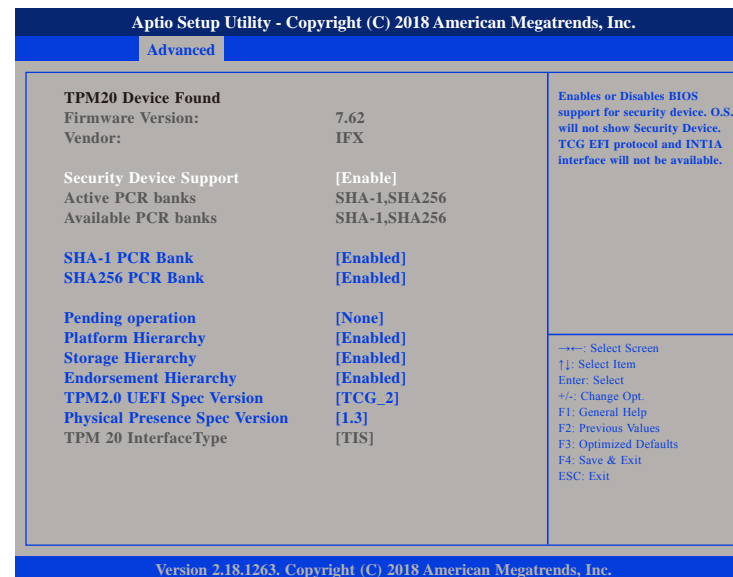 Aptio Setup Utility - Copyright (C) 2018 American Megatrends, Inc.
Advanced
TPM20 Device Found
Firmware Version: 7.62
Vendor: IFX
Security Device Support [Enable]
Active PCR banks SHA-1,SHA256
Available PCR banks SHA-1,SHA256
SHA-1 PCR Bank [Enabled]
SHA256 PCR Bank [Enabled]
Pending operation [None]
Platform Hierarchy [Enabled]
Storage Hierarchy [Enabled]
Endorsement Hierarchy [Enabled]
TPM2.0 UEFI Spec Version [TCG_2]
Physical Presence Spec Version [1.3]
TPM 20 InterfaceType [TIS]
Enables or Disables BIOS
support for security device. O.S.
will not show Security Device.
TCG EFI protocol and INT1A
interface will not be available.
→←: Select Screen
↑↓: Select Item
Enter: Select
+/-: Change Opt.
F1: General Help
F2: Previous Values
F3: Optimized Defaults
F4: Save & Exit
ESC: Exit
Version 2.18.1263. Copyright (C) 2018 American Megatrends, Inc.